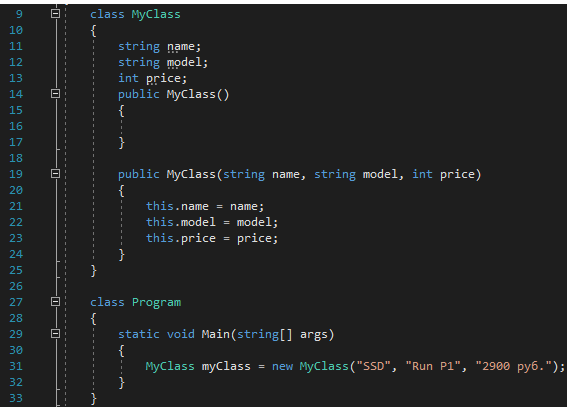 9 class MyClass
10 {
11 string name;
12 string model;
13 int price;
14 public MyClass()
15 {
16
17 }
18
19 public MyClass(string name, string model, int price)
20 {
21 this.name = name;
22 this.model = model;
23 this.price = price;
24 }
25 }
26
27 class Program
28 {
29 static void Main(string[] args)
30 {
31 MyClass myClass = new MyClass("SSD", "Run P1", "2900 руб.");
32 }
33 }